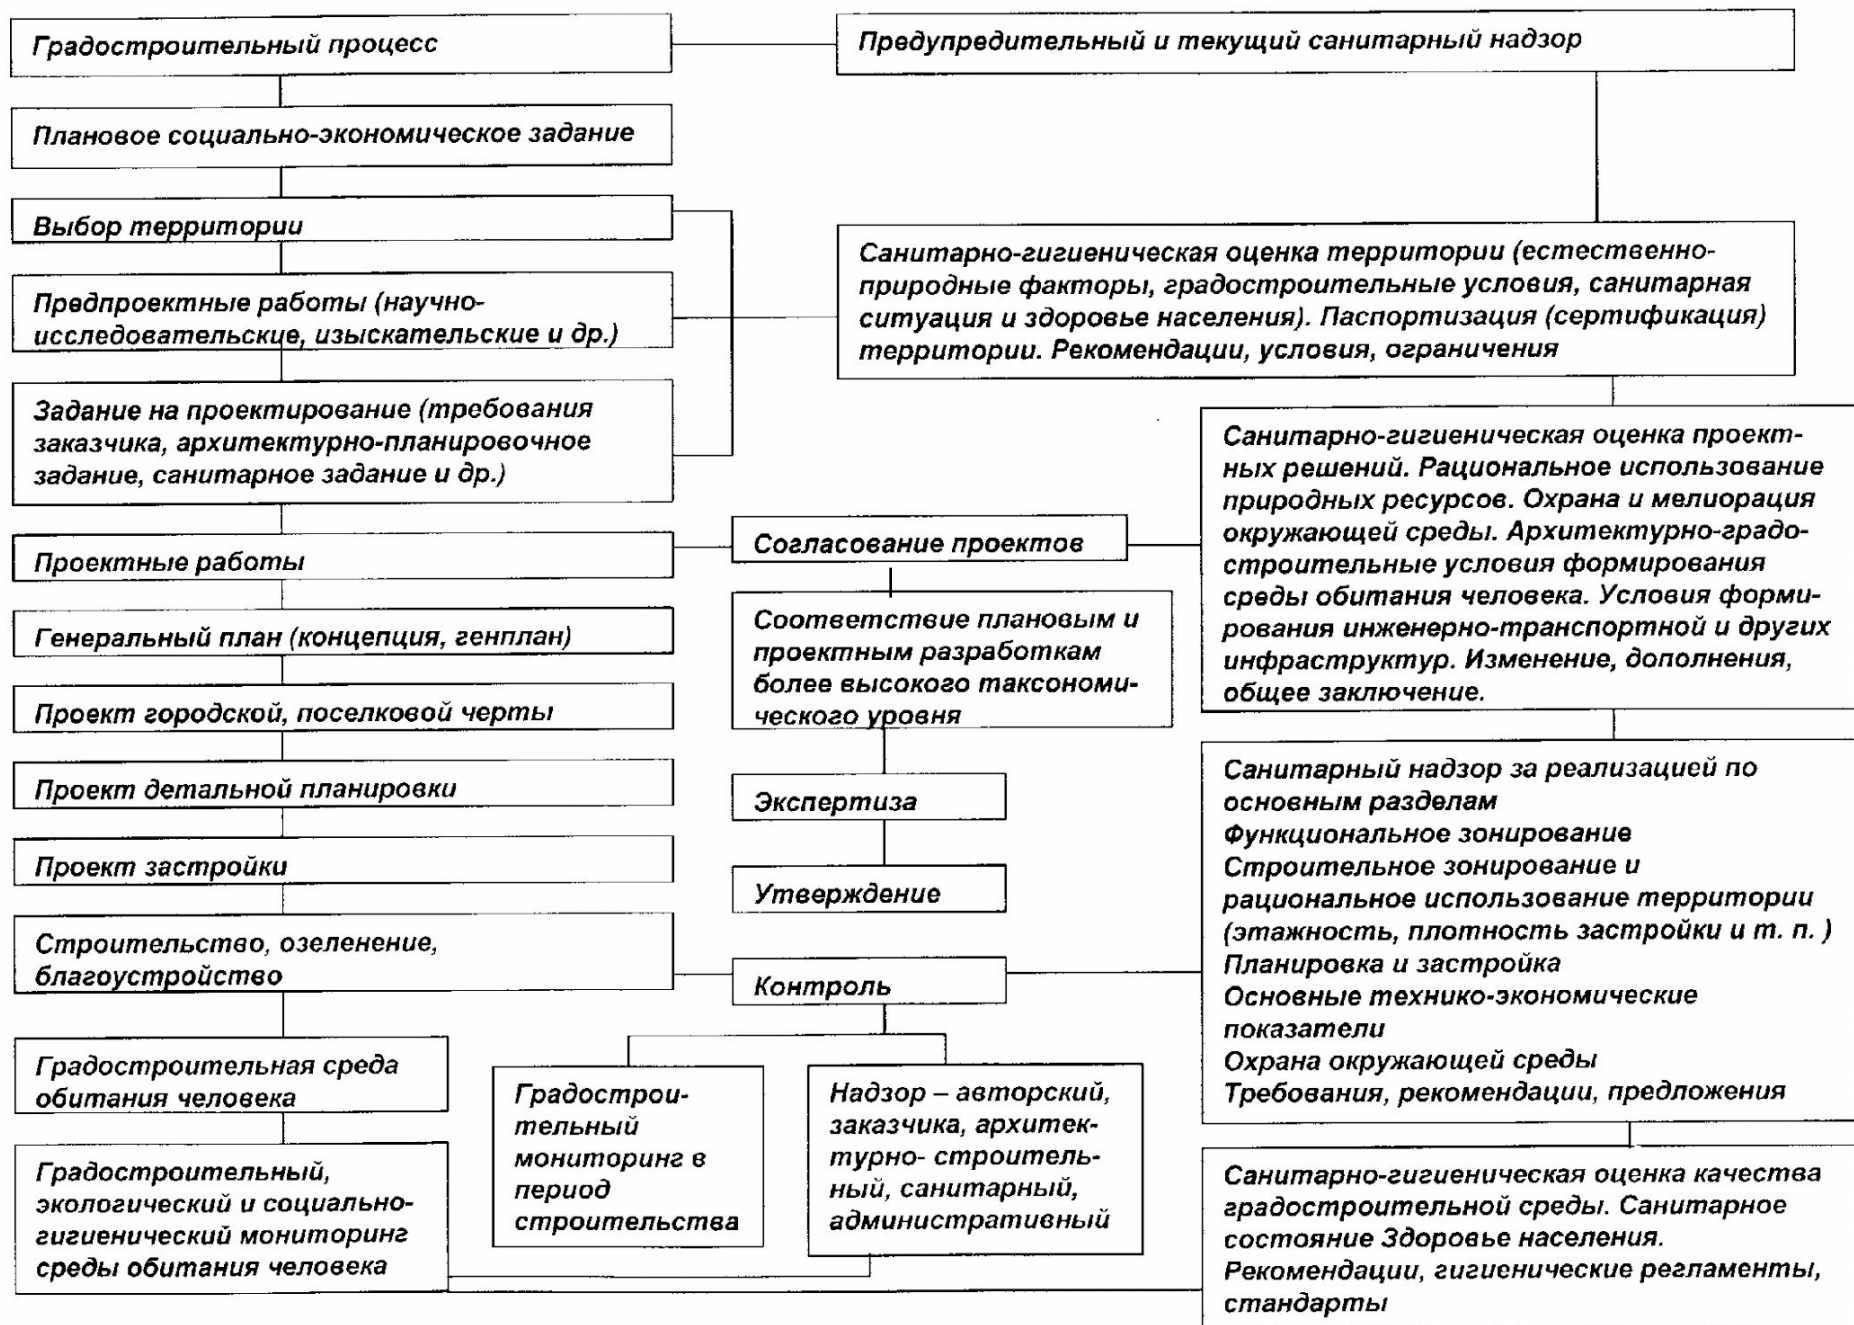 Градостроительный процесс
Предупредительный и текущий санитарный надзор
Плановое социально-экономическое задание
Выбор территории
Санитарно-гигиеническая оценка территории (естественно-
природные факторы, градостроительные условия, санитарная
ситуация и здоровье населения). Паспортизация (сертификация)
территории. Рекомендации, условия, ограничения
Предпроектные работы (научно-
исследовательские, изыскательские и др.)
Задание на проектирование (требования
заказчика, архитектурно-планировочное
задание, санитарное задание и др.)
Санитарно-гигиеническая оценка проект-
ных решений. Рациональное использование
природных ресурсов. Охрана и мелиорация
окружающей среды. Архитектурно-градо-
строительные условия формирования
среды обитания человека. Условия форми-
рования инженерно-транспортной и других
инфраструктур. Изменение, дополнения,
общее заключение.
Проектные работы
Согласование проектов
Генеральный план (концепция, генплан)
Соответствие плановым и
проектным разработкам
более высокого таксономи-
ческого уровня
Проект городской, поселковой черты
Проект детальной планировки
Экспертиза
Санитарный надзор за реализацией по
основным разделам
Функциональное зонирование
Строительное зонирование и
рациональное использование территории
(этажность, плотность застройки и т. п. )
Планировка и застройка
Основные технико-экономические
показатели
Охрана окружающей среды
Требования, рекомендации, предложения
Проект застройки
Утверждение
Строительство, озеленение,
благоустройство
Контроль
Градостроительная среда
обитания человека
Градострои-
тельный
мониторинг в
период
строительства
Надзор – авторский,
заказчика, архитек-
турно- строитель-
ный, санитарный,
административный
Градостроительный,
экологический и социально-
гигиенический мониторинг
среды обитания человека
Санитарно-гигиеническая оценка качества
градостроительной среды. Санитарное
состояние Здоровье населения.
Рекомендации, гигиенические регламенты,
стандарты